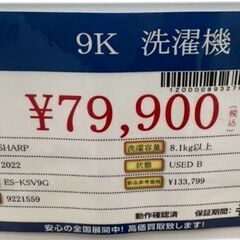 9K 洗濯機
¥79,900
(税込)
SHARP 洗濯容量 8.1kg以上
2022 状態 USED B
ES-KSV9G 新品参考価格 ¥133,799
9221559
動作確認済 保証期間:
安心の全国展開中!高価買取致します!